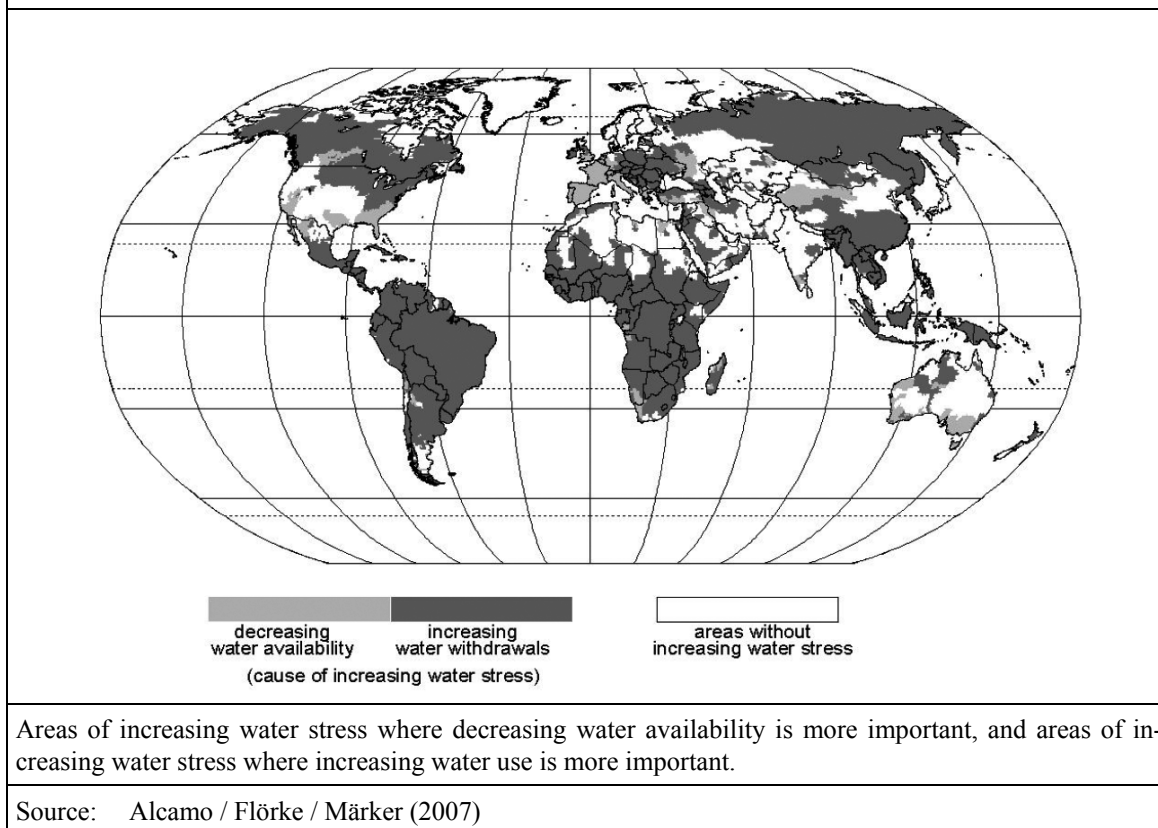 decreasing
water availability
increasing
water withdrawals
areas without
increasing water stress
(cause of increasing water stress)
Areas of increasing water stress where decreasing water availability is more important, and areas of in-
creasing water stress where increasing water use is more important.
Source: Alcamo / Flörke / Märker (2007)